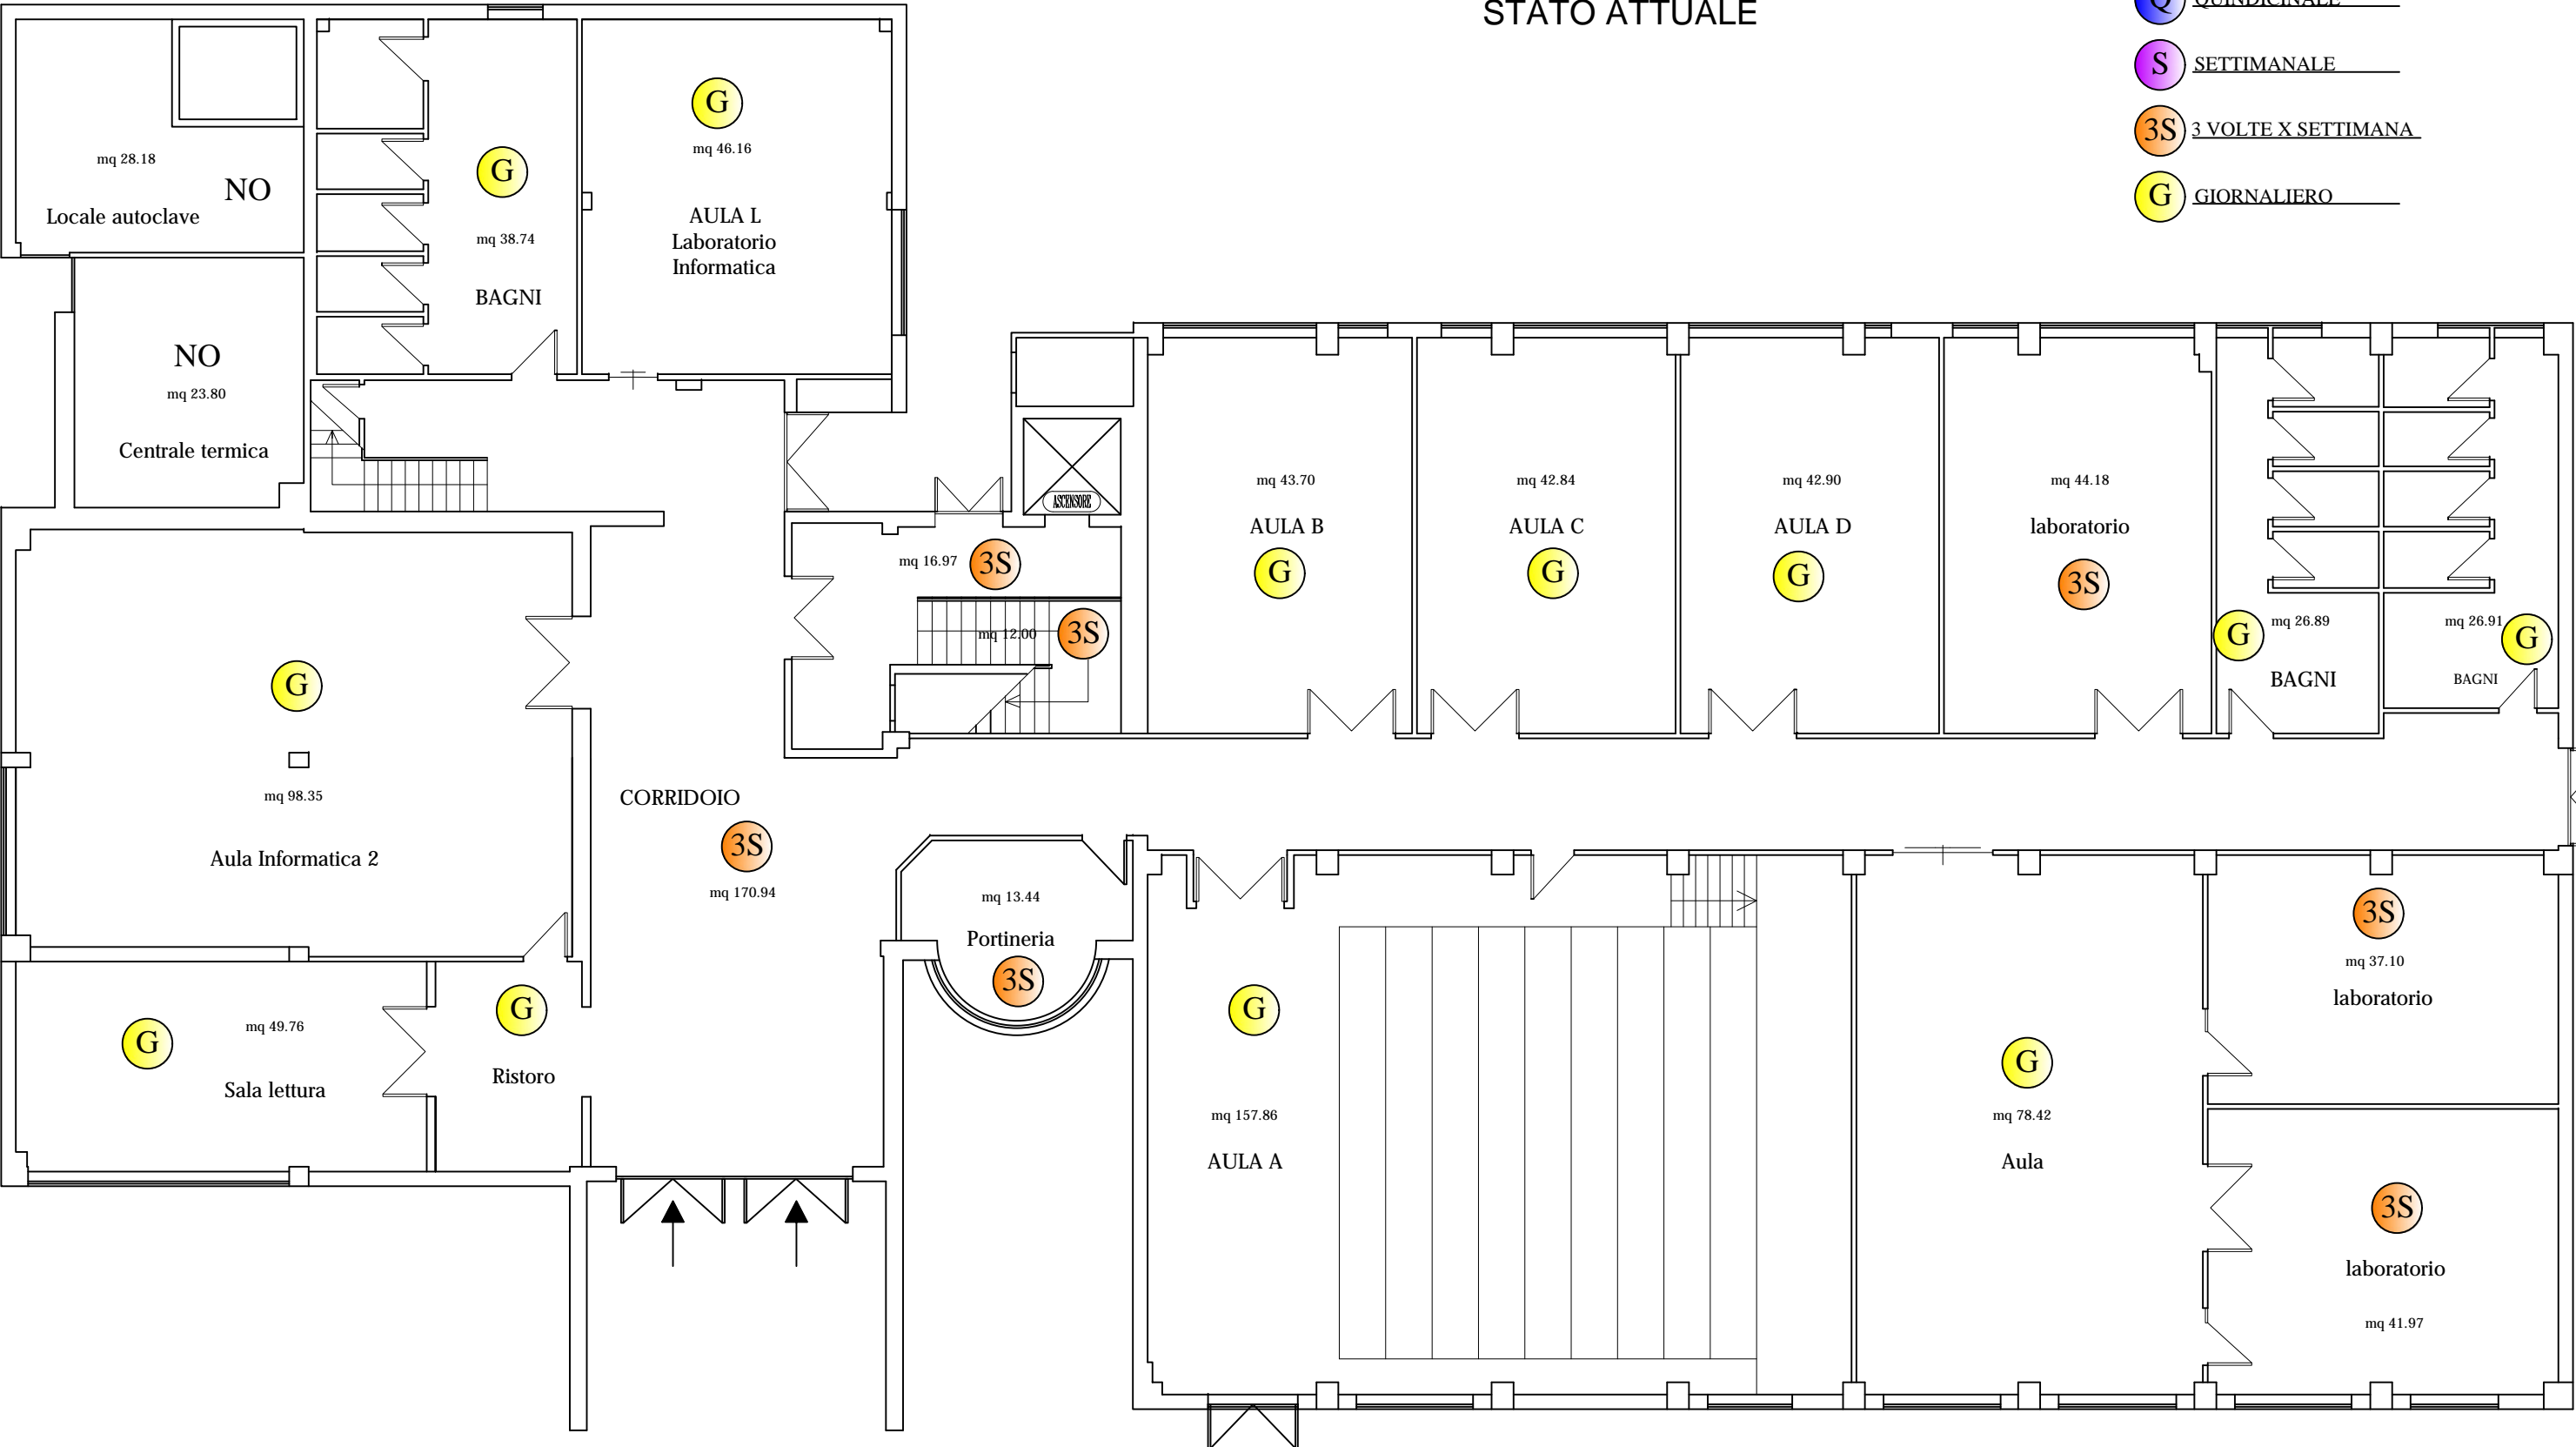 STATO ATTUALE
Q QUINDICINALE
S SETTIMANALE
3S 3 VOLTE X SETTIMANA
G GIORNALIERO
mq 28.18
NO
Locale autoclave
NO
mq 23.80
Centrale termica
G
mq 38.74
BAGNI
G
mq 46.16
AULA L
Laboratorio
Informatica
ASCENSORE
mq 16.97 3S
mq 12.00 3S
mq 43.70
AULA B
G
mq 42.84
AULA C
G
mq 42.90
AULA D
G
mq 44.18
laboratorio
3S
G mq 26.89
BAGNI
mq 26.91 G
BAGNI
G
mq 98.35
Aula Informatica 2
CORRIDOIO
3S
mq 170.94
mq 13.44
Portineria
3S
G mq 49.76
Sala lettura
G
Ristoro
G
mq 157.86
AULA A
G
mq 78.42
Aula
3S
mq 37.10
laboratorio
3S
laboratorio
mq 41.97